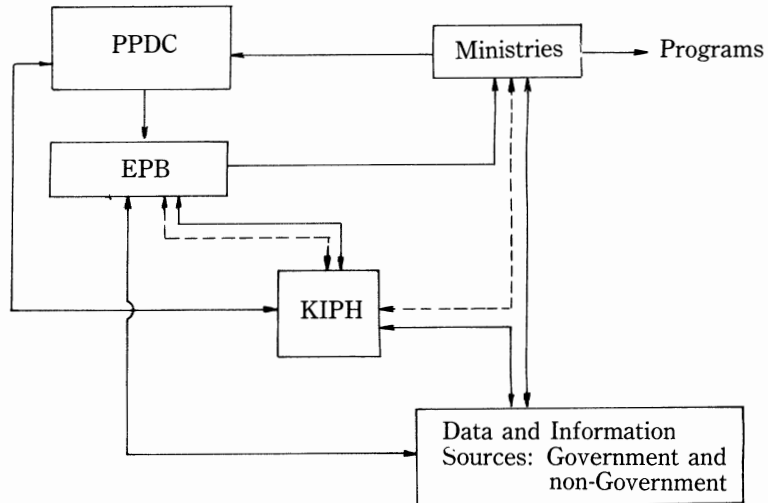 PPDC
Ministries
Programs
EPB
KIPH
Data and Information
Sources: Government and
non-Government